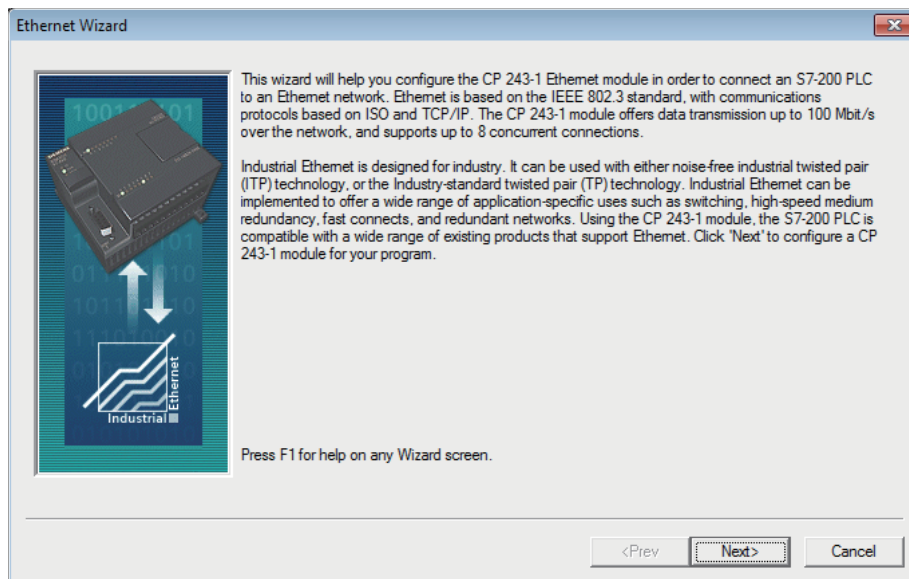 Ethernet Wizard
This wizard will help you configure the CP 243-1 Ethernet module in order to connect an S7-200 PLC
to an Ethernet network. Ethernet is based on the IEEE 802.3 standard, with communications
protocols based on ISO and TCP/IP. The CP 243-1 module offers data transmission up to 100 Mbit/s
over the network, and supports up to 8 concurrent connections.
Industrial Ethernet is designed for industry. It can be used with either noise-free industrial twisted pair
(ITP) technology, or the Industry-standard twisted pair (TP) technology. Industrial Ethernet can be
implemented to offer a wide range of application-specific uses such as switching, high-speed medium
redundancy, fast connects, and redundant networks. Using the CP 243-1 module, the S7-200 PLC is
compatible with a wide range of existing products that support Ethernet. Click 'Next' to configure a CP
243-1 module for your program.
SIEMENS
Industrial
Ethernet
Press F1 for help on any Wizard screen.
<Prev
Next>
Cancel